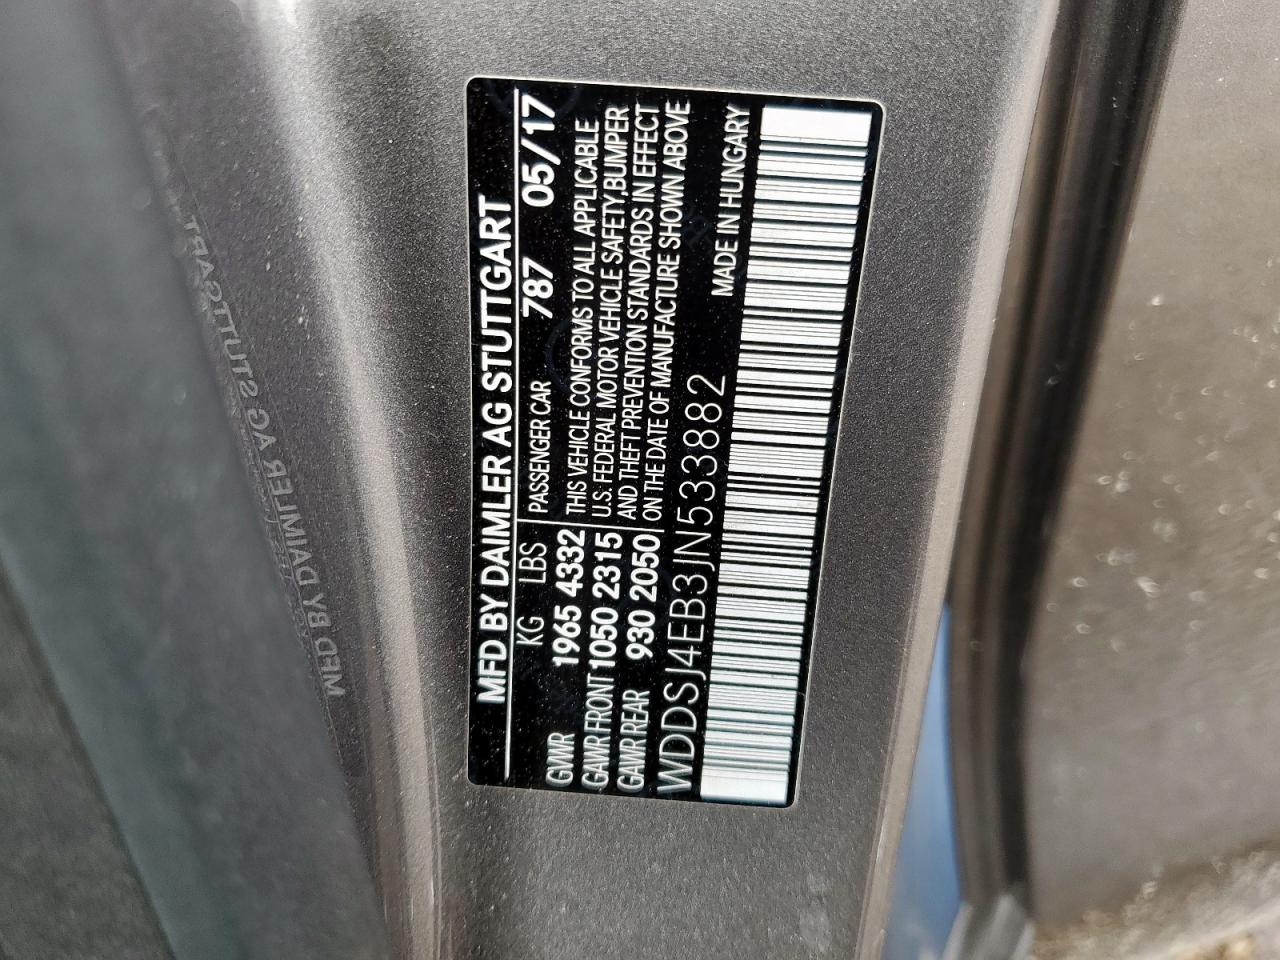 MFD BY DAIMLER AG STUTTGART
KG LBS PASSENGER CAR 787 05/17
GVWR 1965 4332 THIS VEHICLE CONFORMS TO ALL APPLICABLE
GAWR FRONT 1050 2315 U.S. FEDERAL MOTOR VEHICLE SAFETY,BUMPER
GAWR REAR 930 2050 AND THEFT PREVENTION STANDARDS IN EFFECT
ON THE DATE OF MANUFACTURE SHOWN ABOVE
WDDSJ4EB3JN533882 MADE IN HUNGARY
MFD BY DAIMLER AG STUTTGART